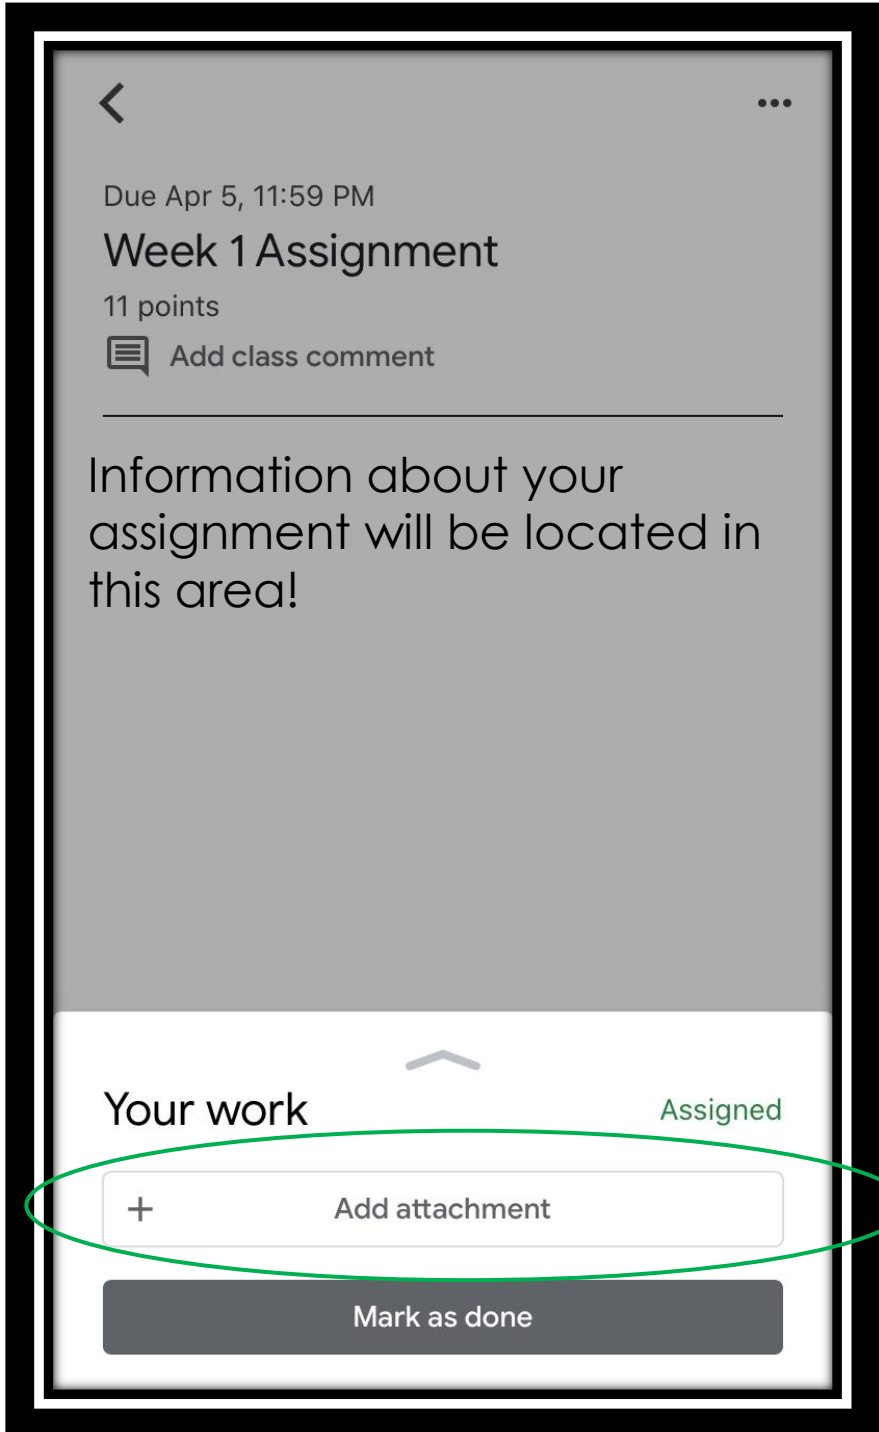 Due Apr 5, 11:59 PM
Week 1 Assignment
11 points
Add class comment
Information about your
assignment will be located in
this area!
Your work
Assigned
+ Add attachment
Mark as done